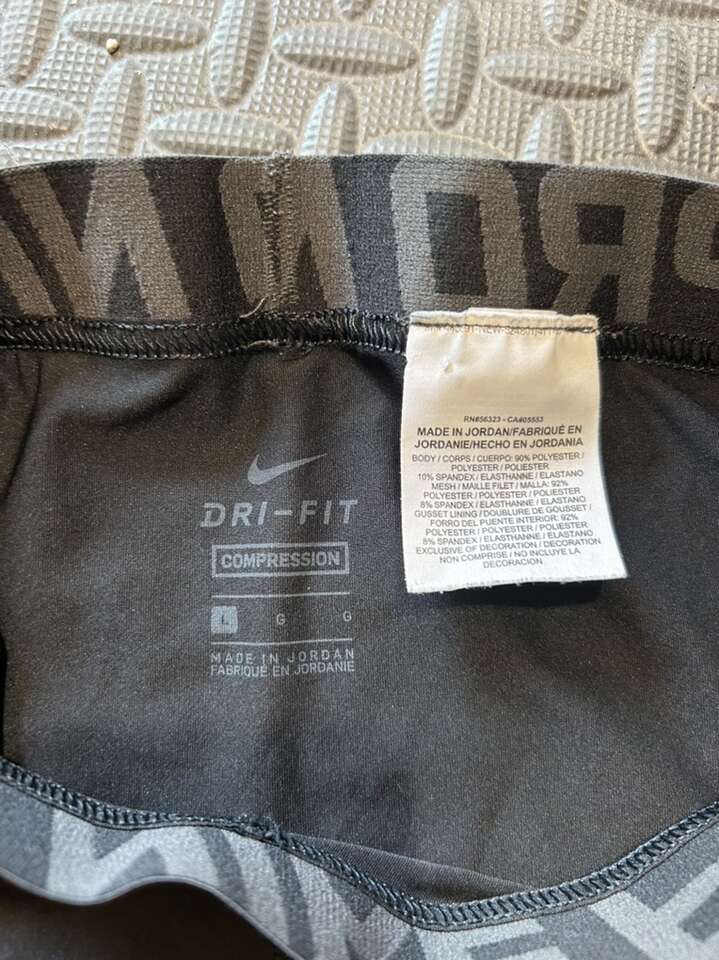 RN#56323 - CA#05553
MADE IN JORDAN/FABRIQUÉ EN
JORDANIE/HECHO EN JORDANIA
BODY / CORPS / CUERPO: 90% POLYESTER /
POLYESTER / POLIESTER
10% SPANDEX / ELASTHANNE / ELASTANO
MESH / MAILLE FILET / MALLA: 92%
POLYESTER / POLYESTER / POLIESTER
8% SPANDEX / ELASTHANNE / ELASTANO
GUSSET LINING / DOUBLURE DE GOUSSET /
FORRO DEL PUENTE INTERIOR: 92%
POLYESTER / POLYESTER / POLIESTER
8% SPANDEX / ELASTHANNE / ELASTANO
EXCLUSIVE OF DECORATION / DECORATION
NON COMPRISE / NO INCLUYE LA
DECORACION
DRI-FIT
COMPRESSION
L G G
MADE IN JORDAN
FABRIQUÉ EN JORDANIE